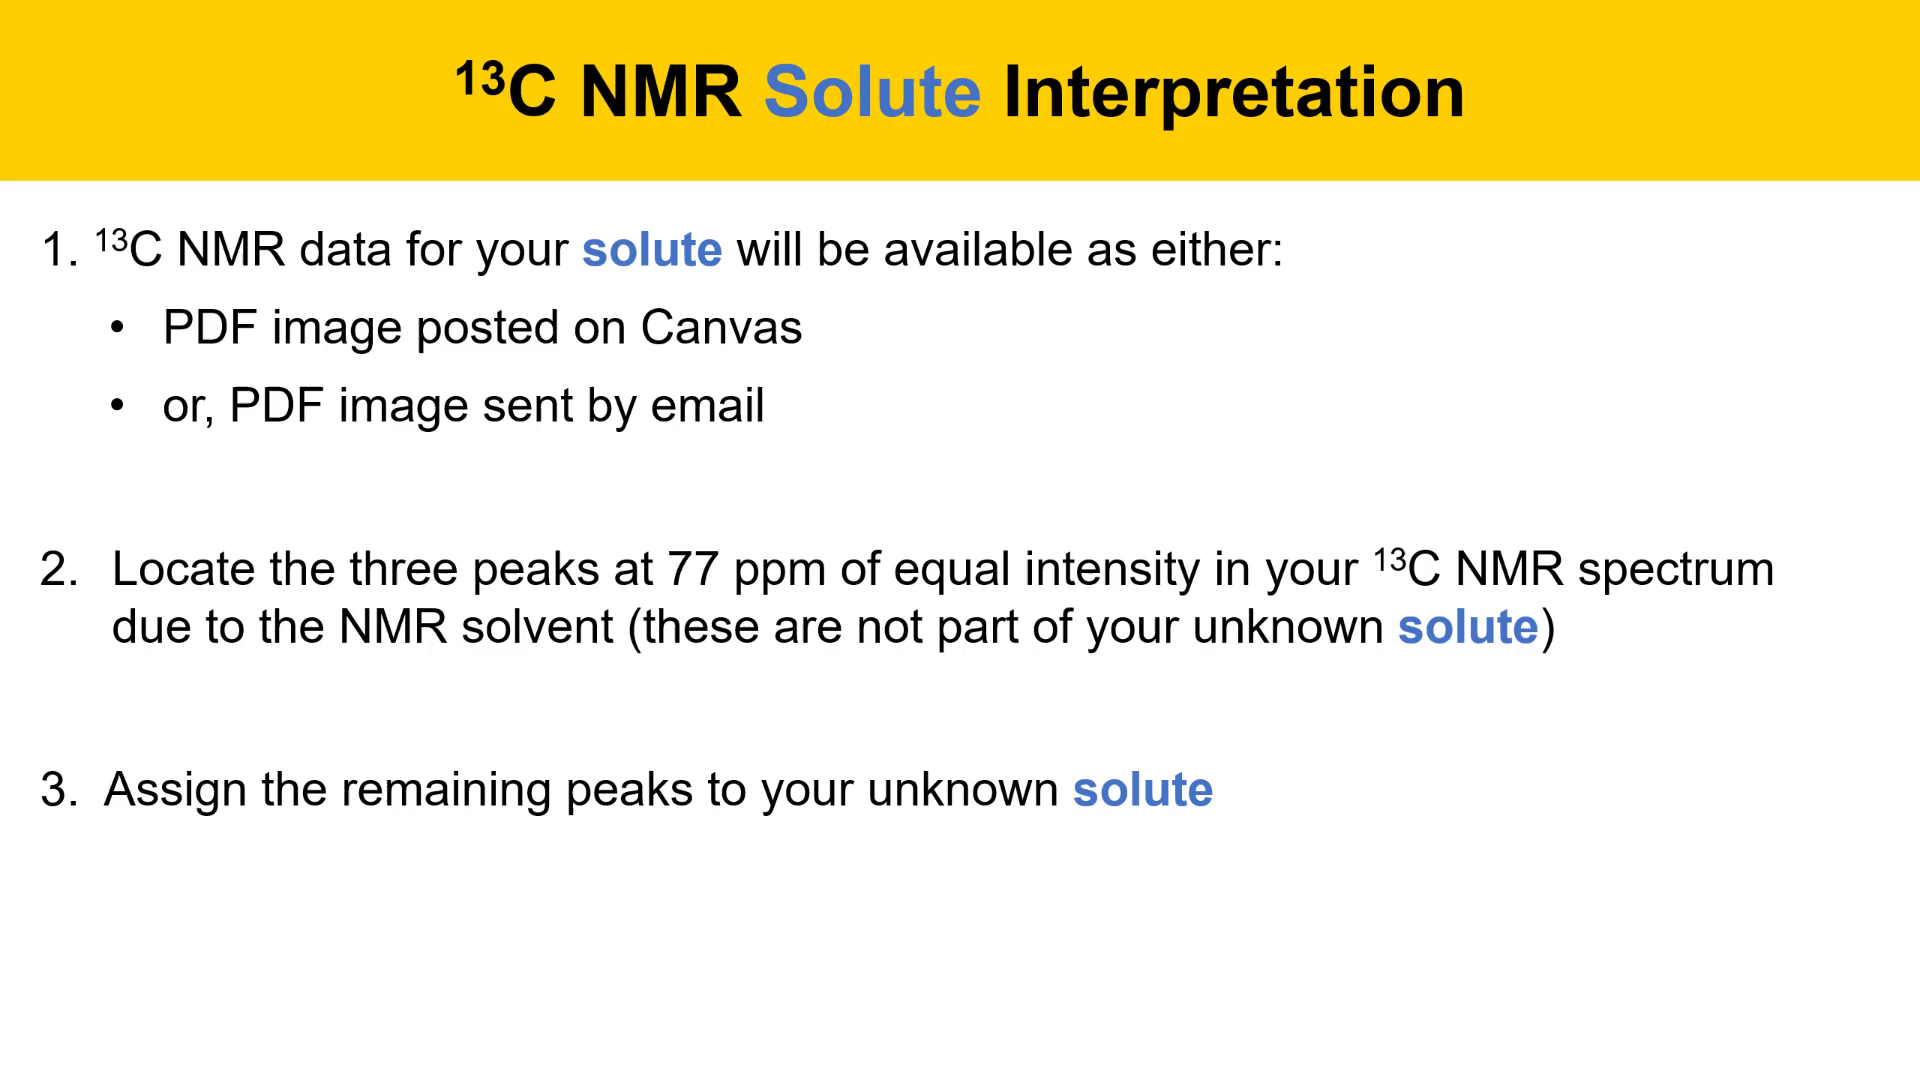 ¹³C NMR Solute Interpretation
1. ¹³C NMR data for your solute will be available as either:
• PDF image posted on Canvas
• or, PDF image sent by email
2. Locate the three peaks at 77 ppm of equal intensity in your ¹³C NMR spectrum
due to the NMR solvent (these are not part of your unknown solute)
3. Assign the remaining peaks to your unknown solute